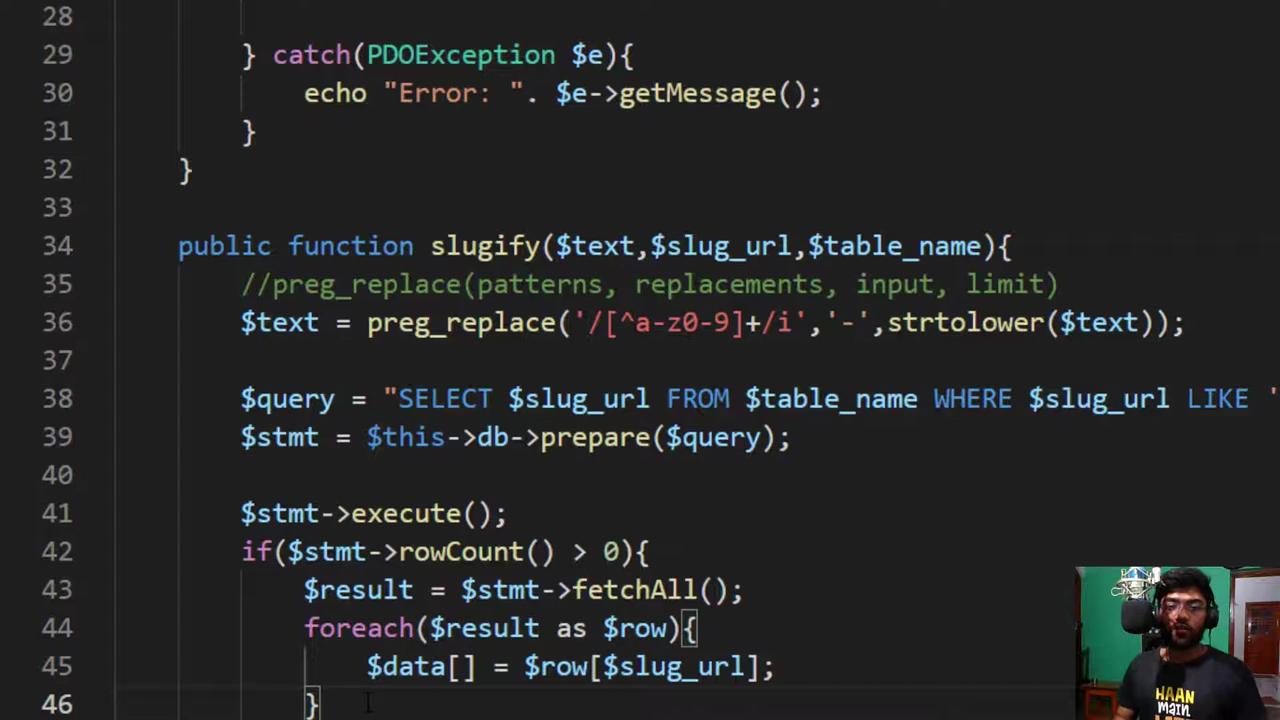 28
29 } catch(PDOException $e){
30 echo "Error: ". $e->getMessage();
31 }
32 }
33
34 public function slugify($text,$slug_url,$table_name){
35 //preg_replace(patterns, replacements, input, limit)
36 $text = preg_replace('/[^a-z0-9]+/i','-',strtolower($text));
37
38 $query = "SELECT $slug_url FROM $table_name WHERE $slug_url LIKE '
39 $stmt = $this->db->prepare($query);
40
41 $stmt->execute();
42 if($stmt->rowCount() > 0){
43 $result = $stmt->fetchAll();
44 foreach($result as $row){
45 $data[] = $row[$slug_url];
46 }
HAAN
MAIN